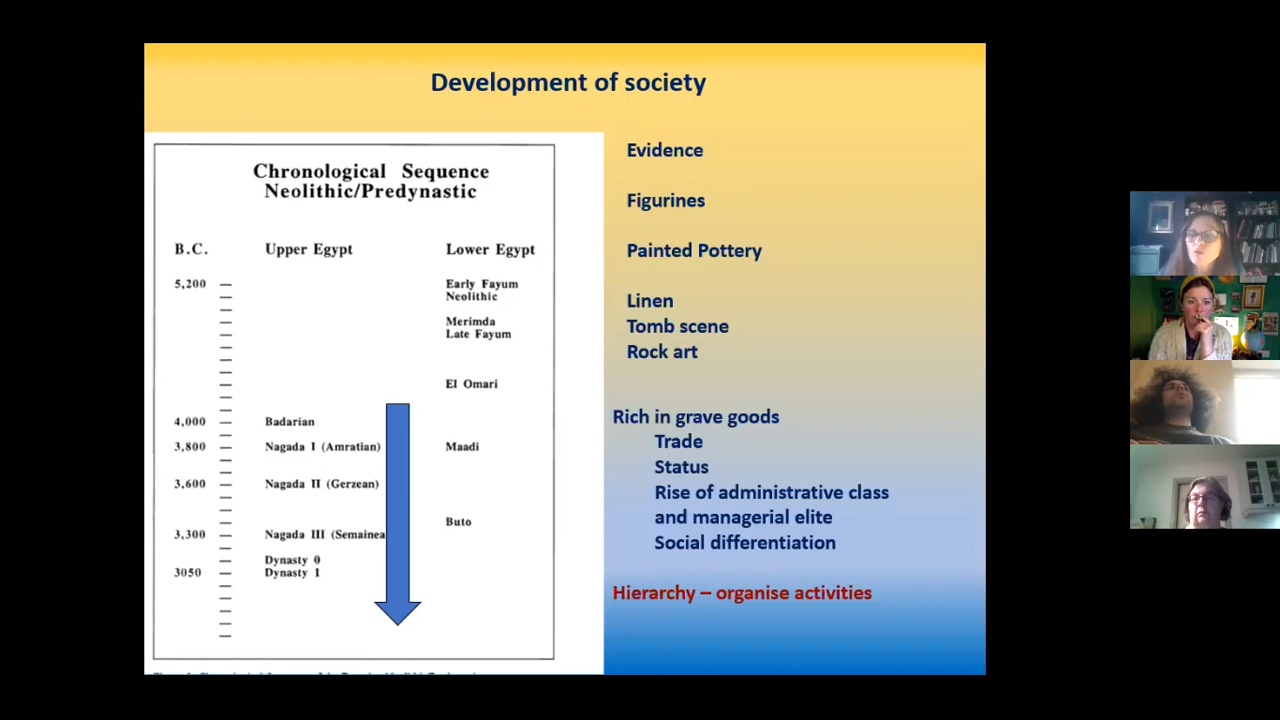 Development of society
Chronological Sequence
Neolithic/Predynastic
B.C. Upper Egypt Lower Egypt
5,200 Early Fayum
Neolithic
Merimda
Late Fayum
El Omari
4,000 Badarian
3,800 Nagada I (Amratian) Maadi
3,600 Nagada II (Gerzean)
Buto
3,300 Nagada III (Semainea
Dynasty 0
3050 Dynasty 1
Evidence
Figurines
Painted Pottery
Linen
Tomb scene
Rock art
Rich in grave goods
Trade
Status
Rise of administrative class
and managerial elite
Social differentiation
Hierarchy – organise activities